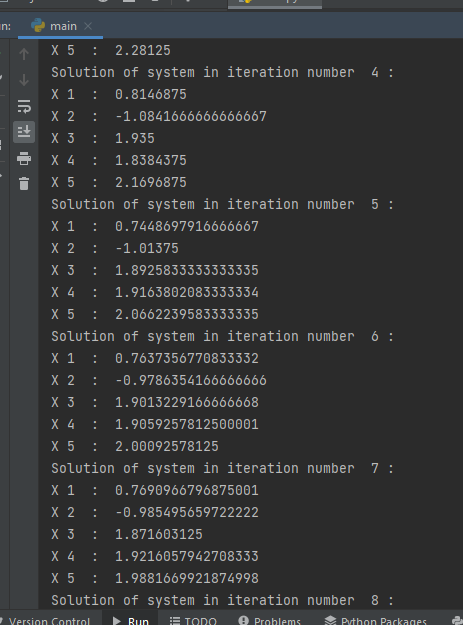 n:
main
X 5  :  2.28125
Solution of system in iteration number  4 :
X 1  :  0.8146875
X 2  :  -1.0841666666666667
X 3  :  1.935
X 4  :  1.8384375
X 5  :  2.1696875
Solution of system in iteration number  5 :
X 1  :  0.7448697916666667
X 2  :  -1.01375
X 3  :  1.8925833333333335
X 4  :  1.9163802083333334
X 5  :  2.0662239583333335
Solution of system in iteration number  6 :
X 1  :  0.7637356770833332
X 2  :  -0.9786354166666666
X 3  :  1.9013229166666668
X 4  :  1.9059257812500001
X 5  :  2.00092578125
Solution of system in iteration number  7 :
X 1  :  0.7690966796875001
X 2  :  -0.985495659722222
X 3  :  1.871603125
X 4  :  1.9216057942708333
X 5  :  1.9881669921874998
Solution of system in iteration number  8 :
Version Control Run TODO Problems Python Packages